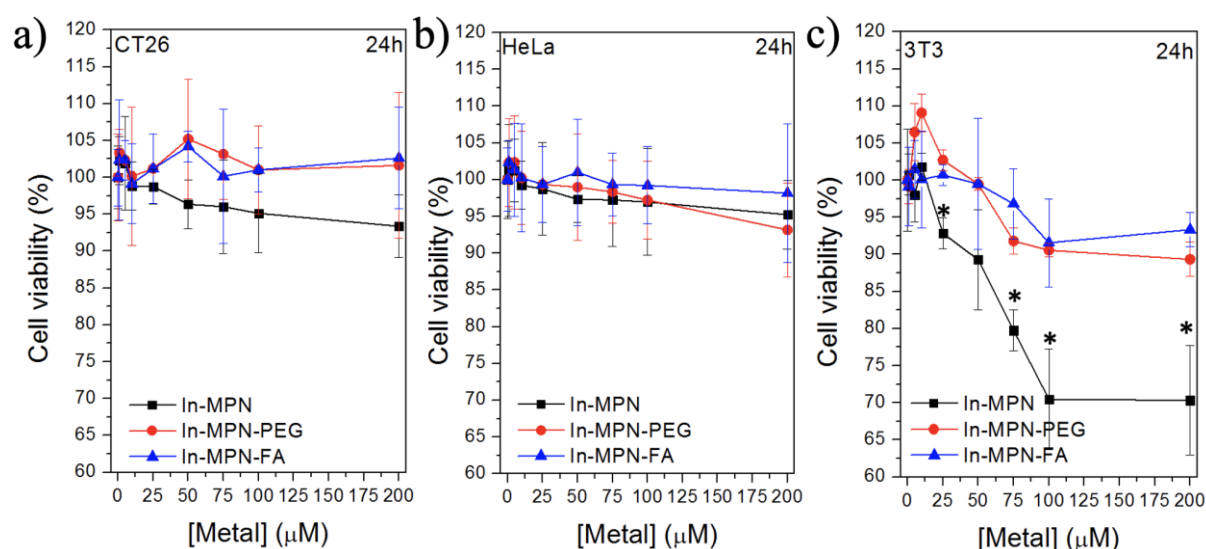 a) CT26 24h
120
115
110
105
100
95
90
85
80
75
70
65
60
Cell viability (%)
In-MPN
In-MPN-PEG
In-MPN-FA
0 25 50 75 100 125 150 175 200
[Metal] (μM)
b) HeLa 24h
120
115
110
105
100
95
90
85
80
75
70
65
60
Cell viability (%)
In-MPN
In-MPN-PEG
In-MPN-FA
0 25 50 75 100 125 150 175 200
[Metal] (μM)
c) 3T3 24h
120
115
110
105
100
95
90
85
80
75
70
65
60
Cell viability (%)
* * * *
In-MPN
In-MPN-PEG
In-MPN-FA
0 25 50 75 100 125 150 175 200
[Metal] (μM)